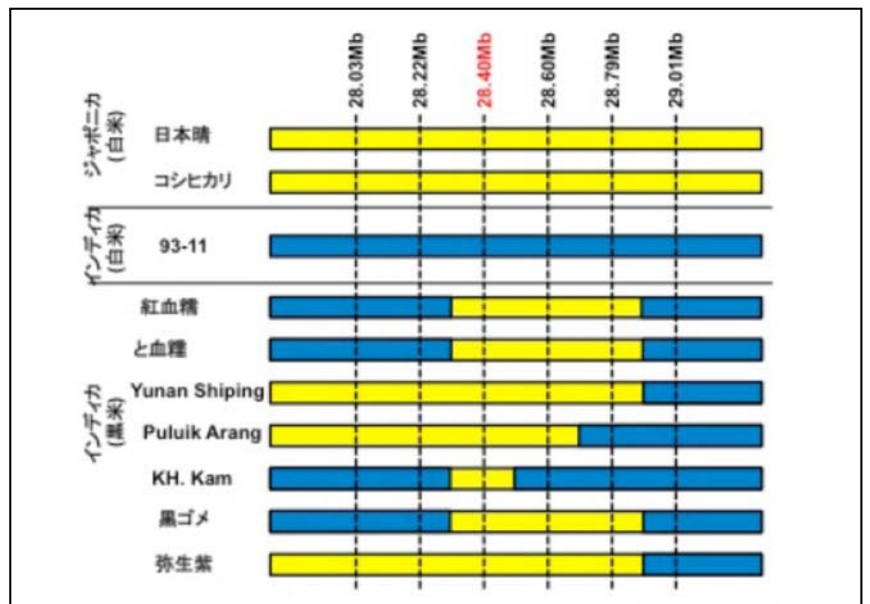 28.03Mb
28.22Mb
28.40Mb
28.60Mb
28.79Mb
29.01Mb
ジャポニカ
(白米)
日本晴
コシヒカリ
インディカ
(白米)
93-11
インディカ
(黒米)
紅血糯
と血糯
Yunan Shiping
Puluik Arang
KH. Kam
黒ゴメ
弥生紫